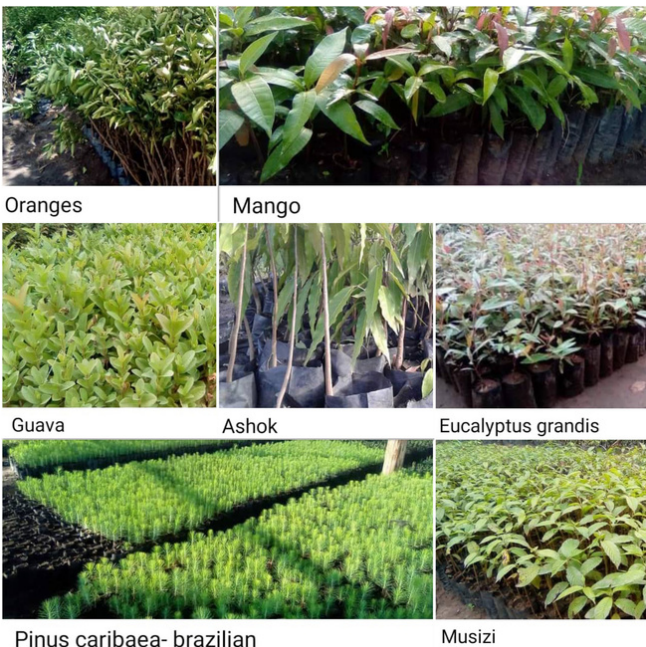 Oranges
Mango
Guava
Ashok
Eucalyptus grandis
Pinus caribaea- brazilian
Musizi